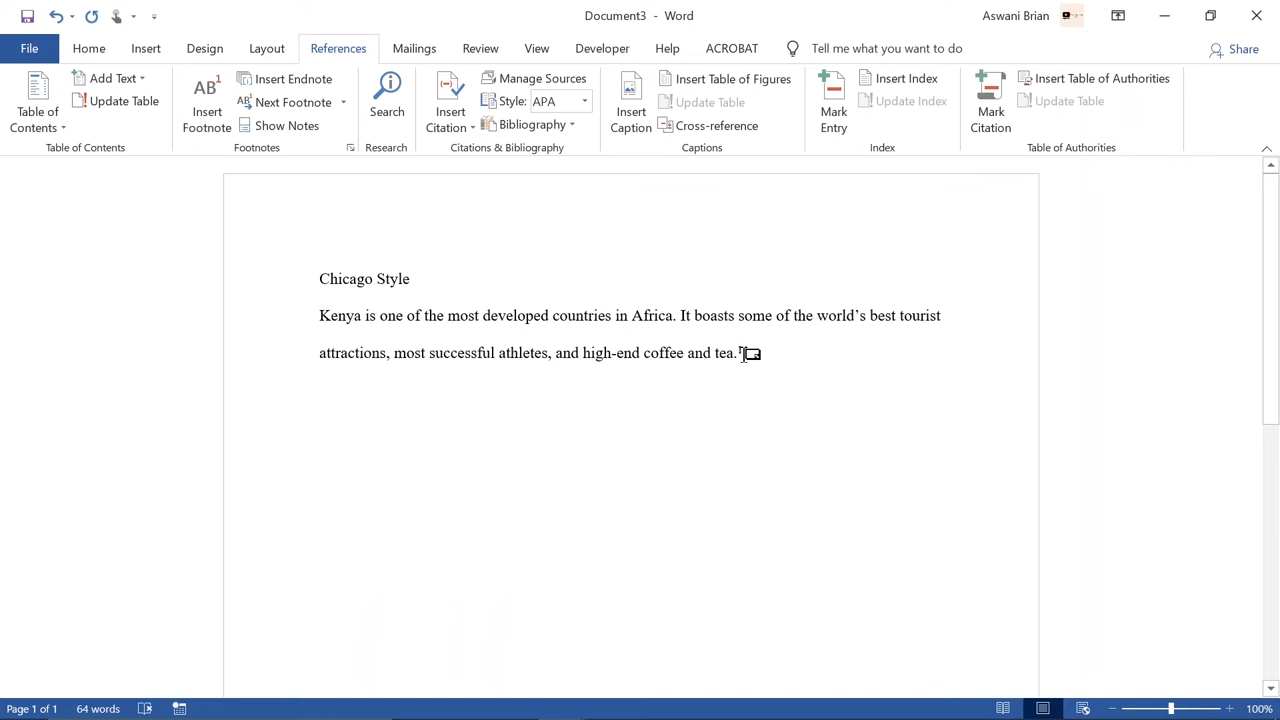 Document3 - Word
Aswani Brian
File Home Insert Design Layout References Mailings Review View Developer Help ACROBAT Tell me what you want to do Share
Table of Contents
Add Text
Update Table
Table of Contents
AB1
Insert Footnote
Insert Endnote
Next Footnote
Show Notes
Footnotes
Search
Research
Insert Citation
Manage Sources
Style: APA
Bibliography
Citations & Bibliography
Insert Caption
Insert Table of Figures
Update Table
Cross-reference
Captions
Mark Entry
Insert Index
Update Index
Index
Mark Citation
Insert Table of Authorities
Update Table
Table of Authorities
Chicago Style
Kenya is one of the most developed countries in Africa. It boasts some of the world’s best tourist
attractions, most successful athletes, and high-end coffee and tea.
Page 1 of 1 64 words 100%